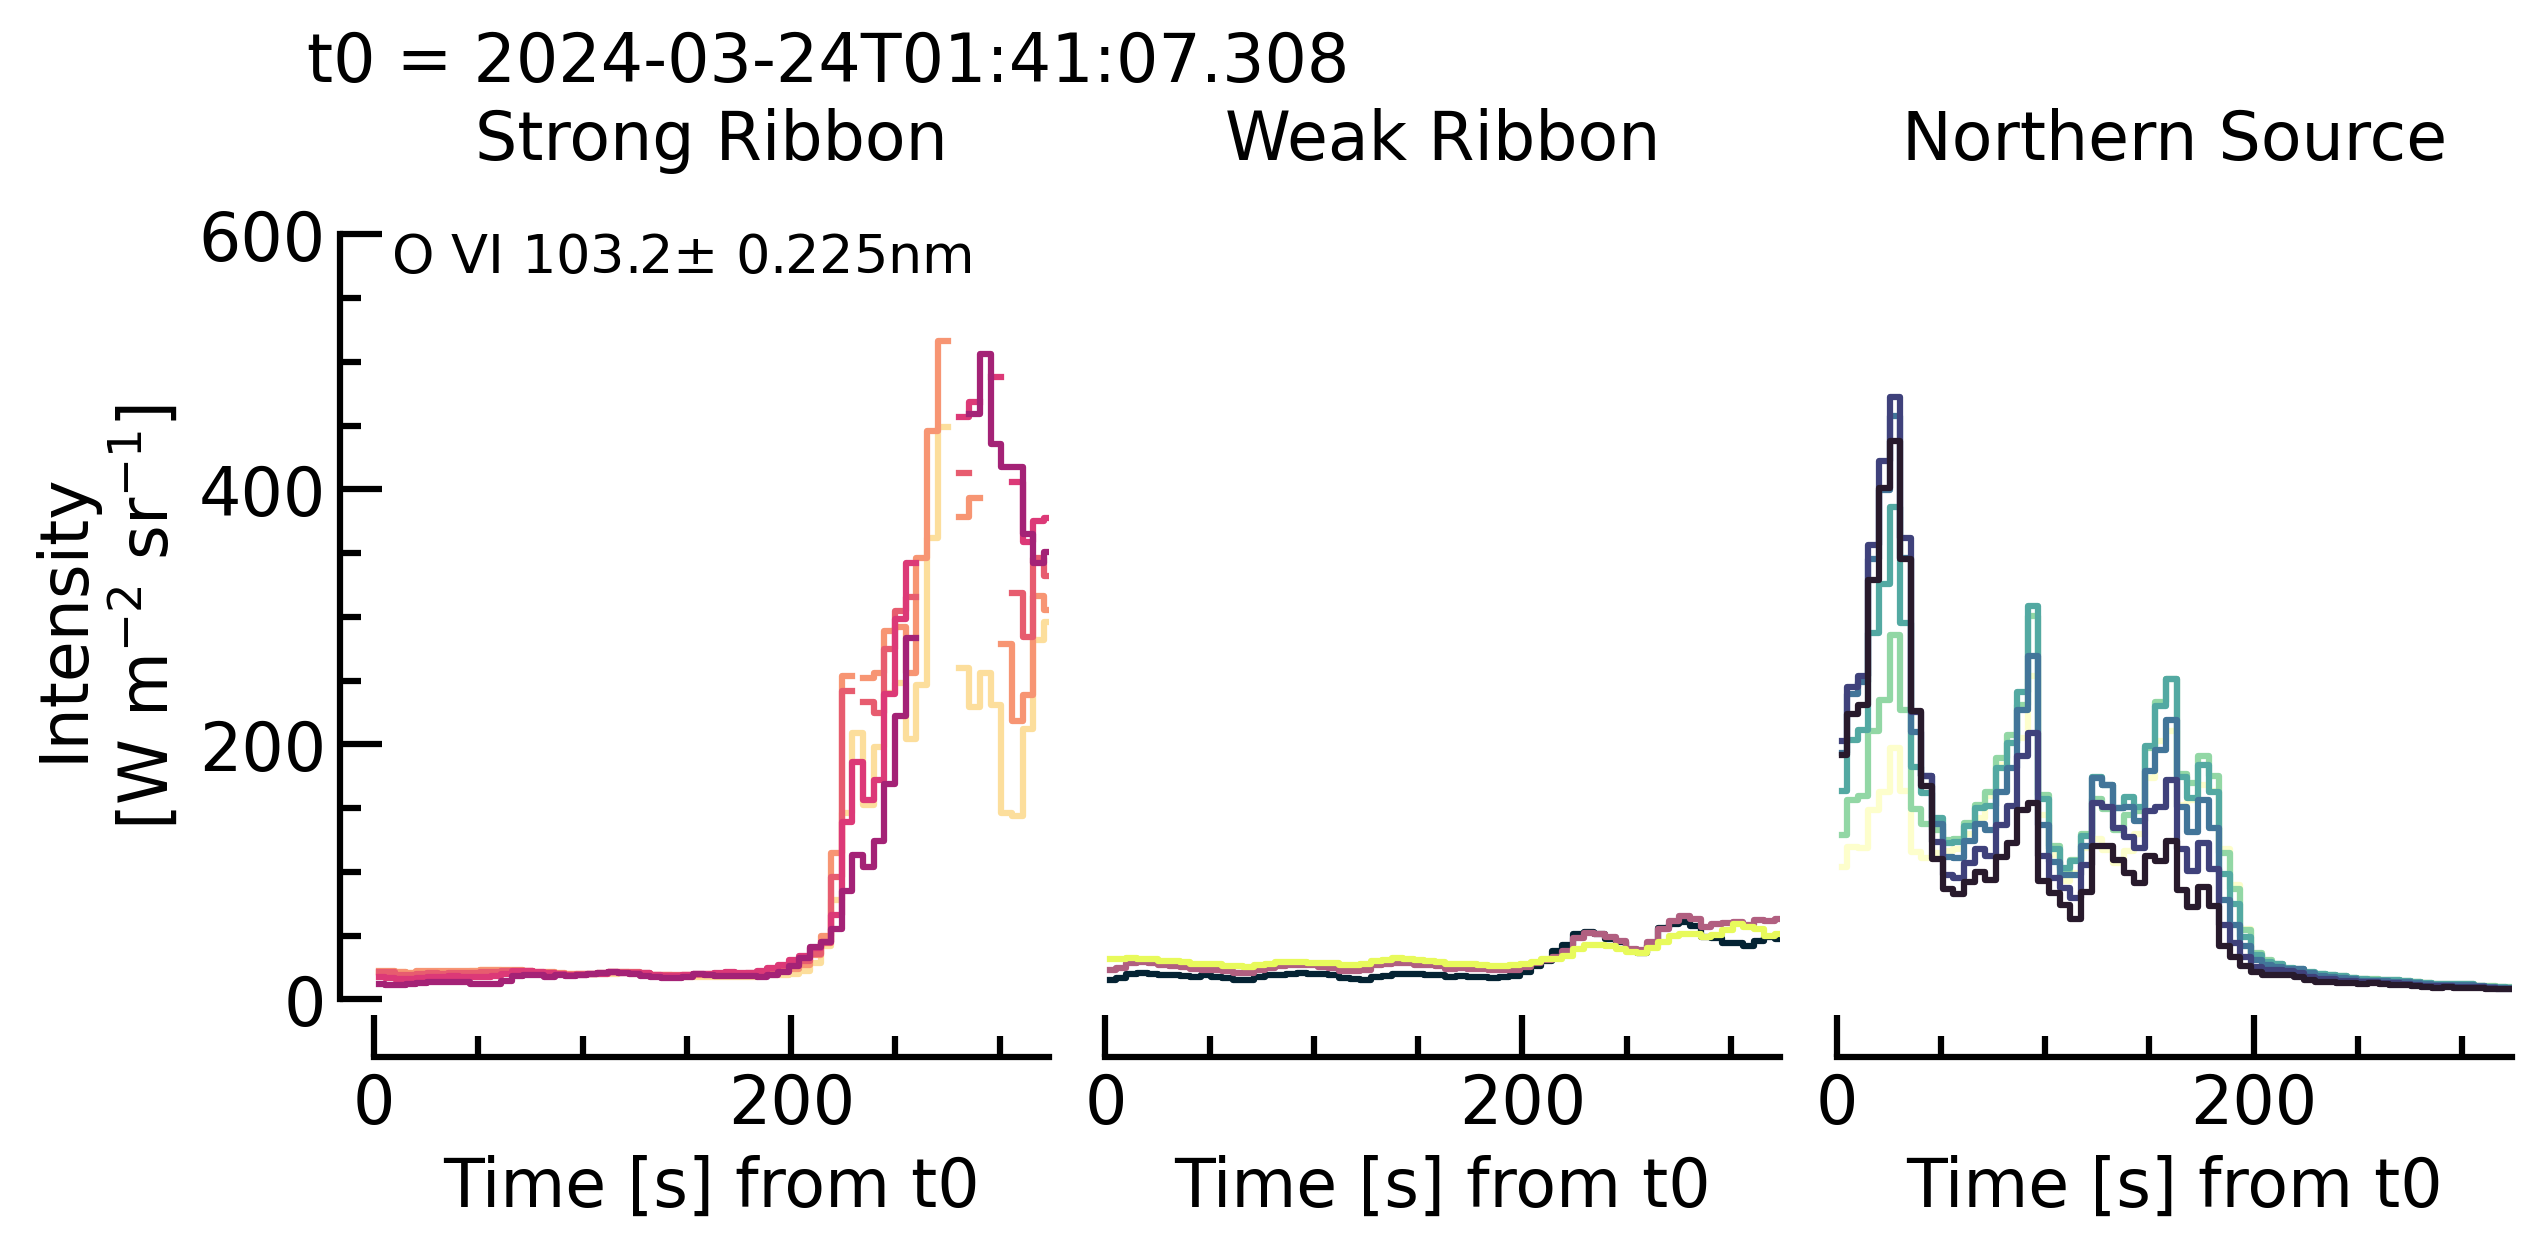 t0 = 2024-03-24T01:41:07.308
Strong Ribbon
Weak Ribbon
Northern Source
O VI 103.2± 0.225nm
Intensity
[W m⁻² sr⁻¹]
600
400
200
0
0
200
0
200
0
200
Time [s] from t0
Time [s] from t0
Time [s] from t0